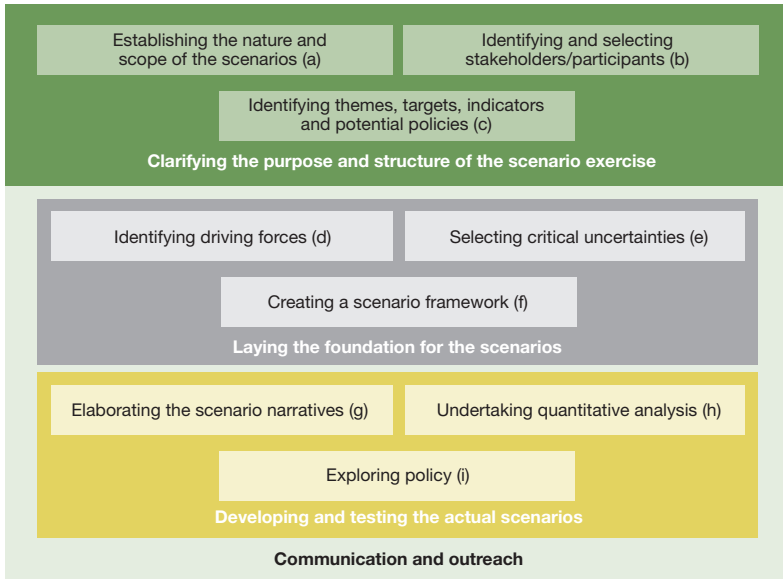 Establishing the nature and
scope of the scenarios (a)
Identifying and selecting
stakeholders/participants (b)
Identifying themes, targets, indicators
and potential policies (c)
Clarifying the purpose and structure of the scenario exercise
Identifying driving forces (d)
Selecting critical uncertainties (e)
Creating a scenario framework (f)
Laying the foundation for the scenarios
Elaborating the scenario narratives (g)
Undertaking quantitative analysis (h)
Exploring policy (i)
Developing and testing the actual scenarios
Communication and outreach